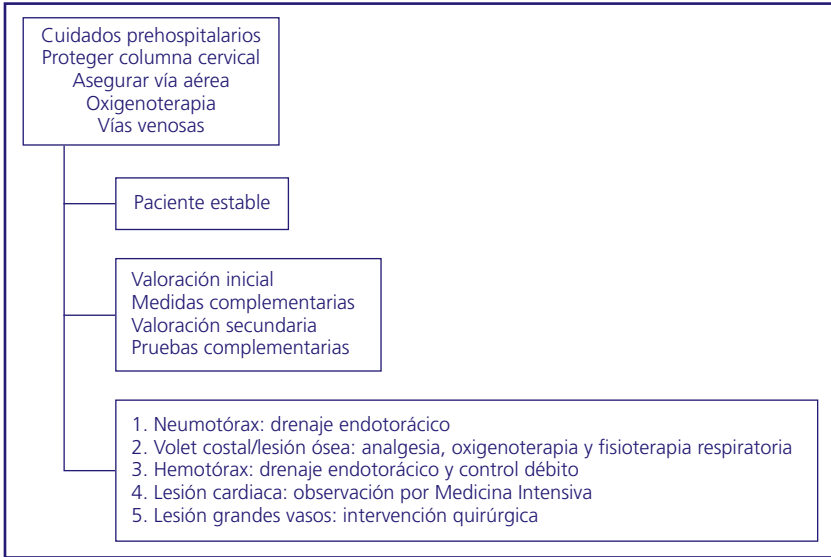 Cuidados prehospitalarios
Proteger columna cervical
Asegurar vía aérea
Oxigenoterapia
Vías venosas
Paciente estable
Valoración inicial
Medidas complementarias
Valoración secundaria
Pruebas complementarias
1. Neumotórax: drenaje endotorácico
2. Volet costal/lesión ósea: analgesia, oxigenoterapia y fisioterapia respiratoria
3. Hemotórax: drenaje endotorácico y control débito
4. Lesión cardiaca: observación por Medicina Intensiva
5. Lesión grandes vasos: intervención quirúrgica